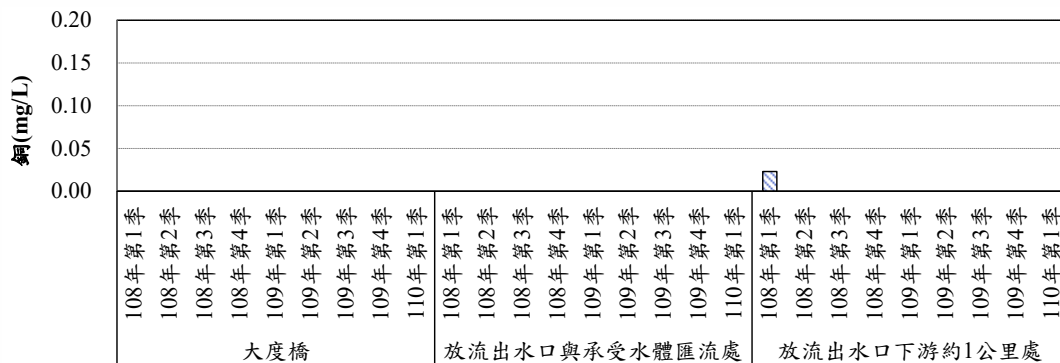 銅(mg/L)
0.20
0.15
0.10
0.05
0.00
108年第1季
108年第2季
108年第3季
108年第4季
109年第1季
109年第2季
109年第3季
109年第4季
110年第1季
108年第1季
108年第2季
108年第3季
108年第4季
109年第1季
109年第2季
109年第3季
109年第4季
110年第1季
108年第1季
108年第2季
108年第3季
108年第4季
109年第1季
109年第2季
109年第3季
109年第4季
110年第1季
大度橋
放流出水口與承受水體匯流處
放流出水口下游約1公里處